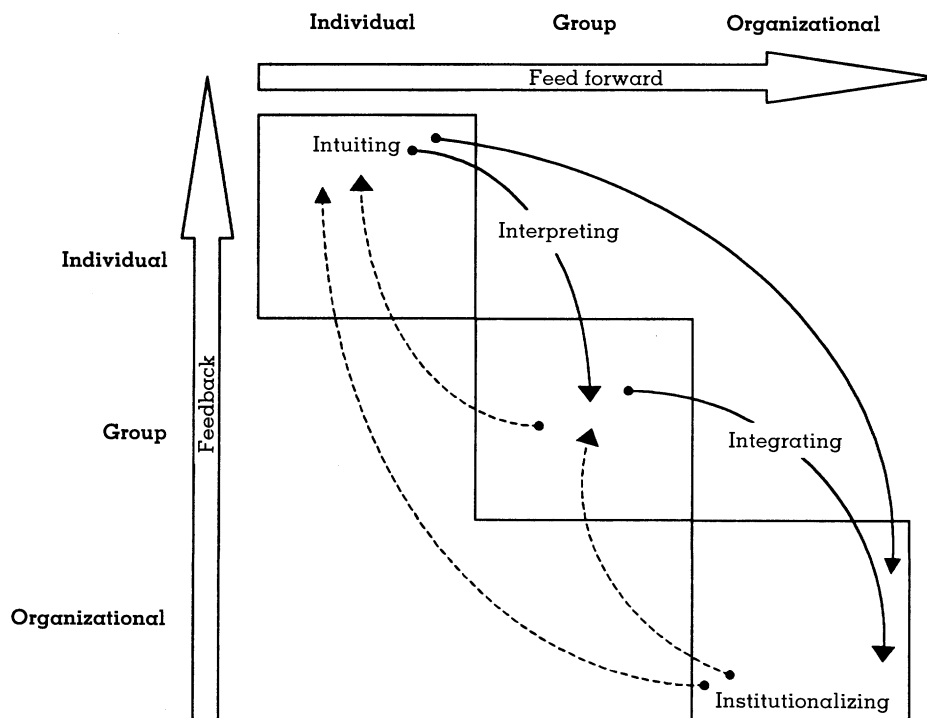 Individual
Group
Organizational
Feed forward
Intuiting
Interpreting
Individual
Feedback
Group
Integrating
Organizational
Institutionalizing